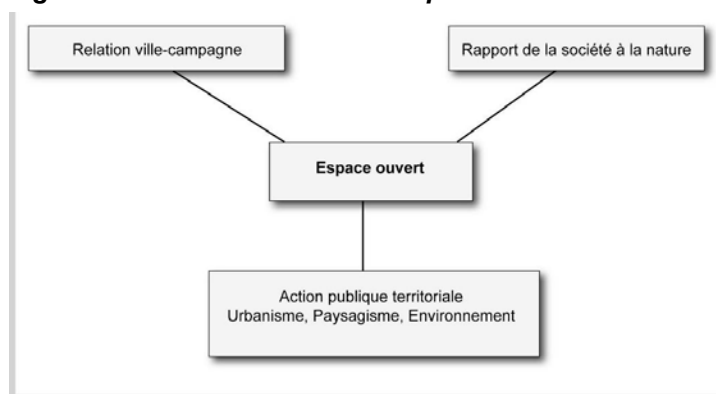 Relation ville-campagne
Rapport de la société à la nature
Espace ouvert
Action publique territoriale
Urbanisme, Paysagisme, Environnement